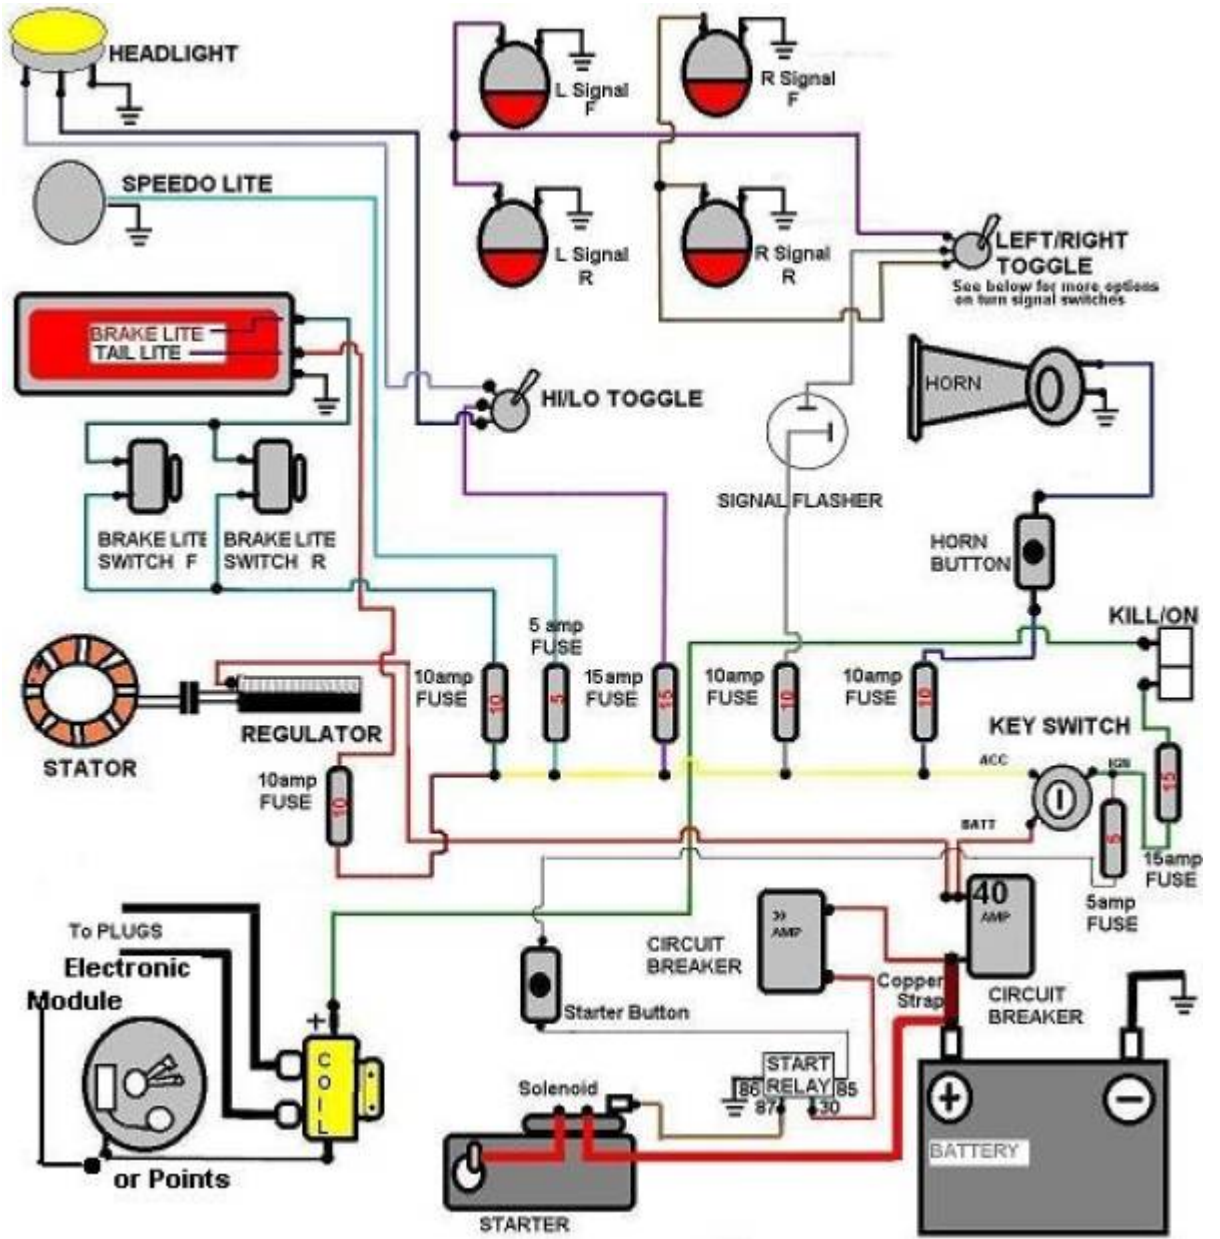 HEADLIGHT
L Signal
F
R Signal
F
SPEEDO LITE
L Signal
R
R Signal
R
LEFT/RIGHT
TOGGLE
See below for more options
on turn signal switches
BRAKE LITE
TAIL LITE
HI/LO TOGGLE
HORN
SIGNAL FLASHER
BRAKE LITE
SWITCH F
BRAKE LITE
SWITCH R
HORN
BUTTON
KILL/ON
5 amp
FUSE
10amp
FUSE
10
5
15amp
FUSE
15
10amp
FUSE
10
10amp
FUSE
10
REGULATOR
STATOR
KEY SWITCH
ACC
IGN
15
BATT
10amp
FUSE
10
5
15amp
FUSE
5amp
FUSE
40
AMP
CIRCUIT
BREAKER
AMP
CIRCUIT
BREAKER
Copper
Strap
To PLUGS
Electronic
Module
+
COIL
or Points
Starter Button
START
RELAY
86
85
87
30
Solenoid
STARTER
+
−
BATTERY